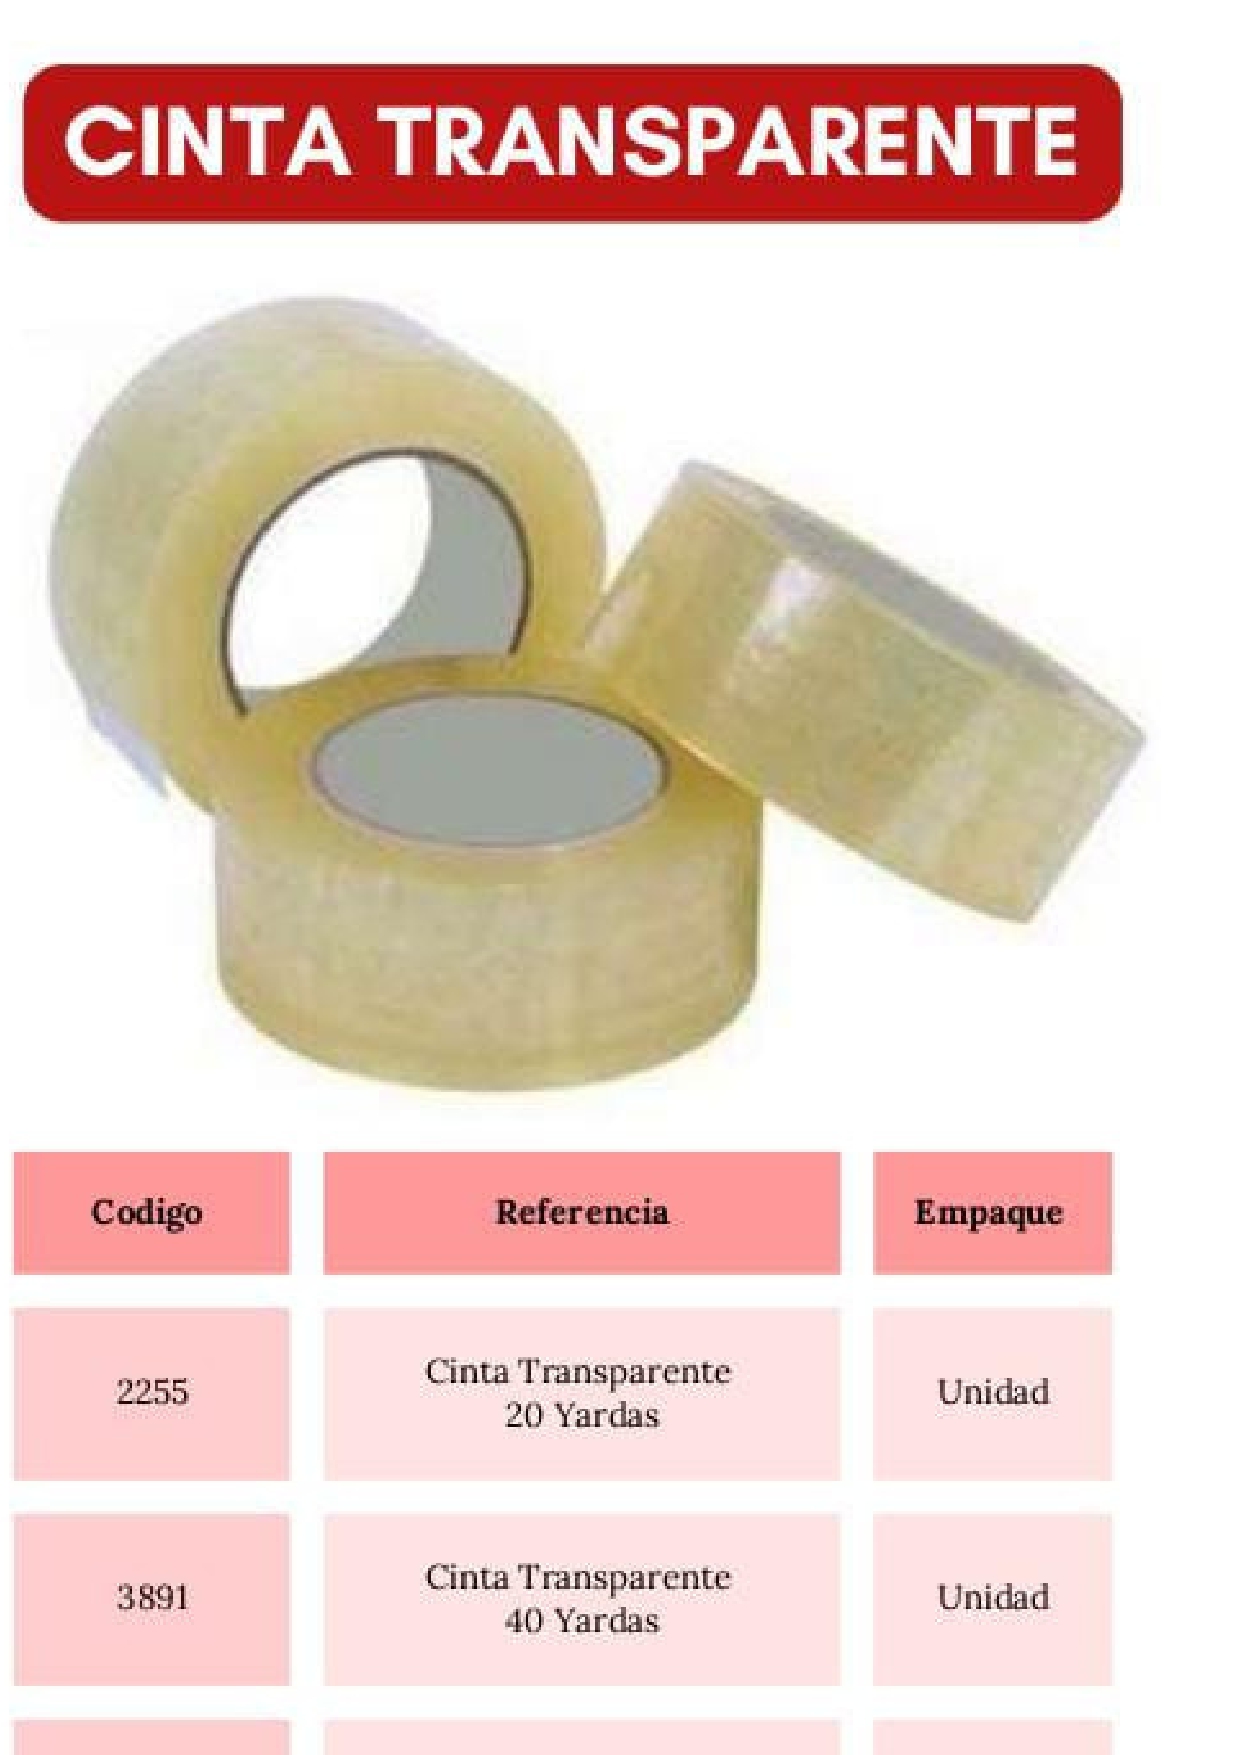 CINTA TRANSPARENTE
Codigo
Referencia
Empaque
2255
Cinta Transparente
20 Yardas
Unidad
3891
Cinta Transparente
40 Yardas
Unidad